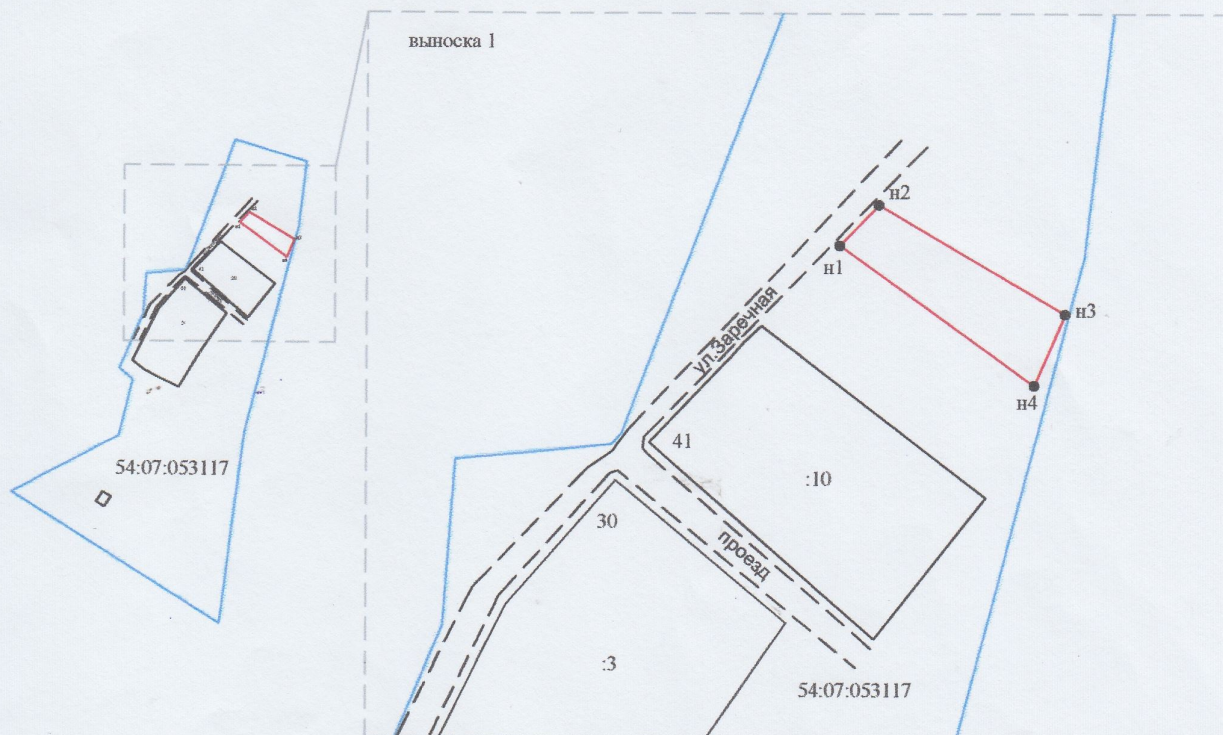 выноска 1
н2
н1
н3
н4
ул.Заречная
41
:10
30
проезд
:3
54:07:053117
54:07:053117